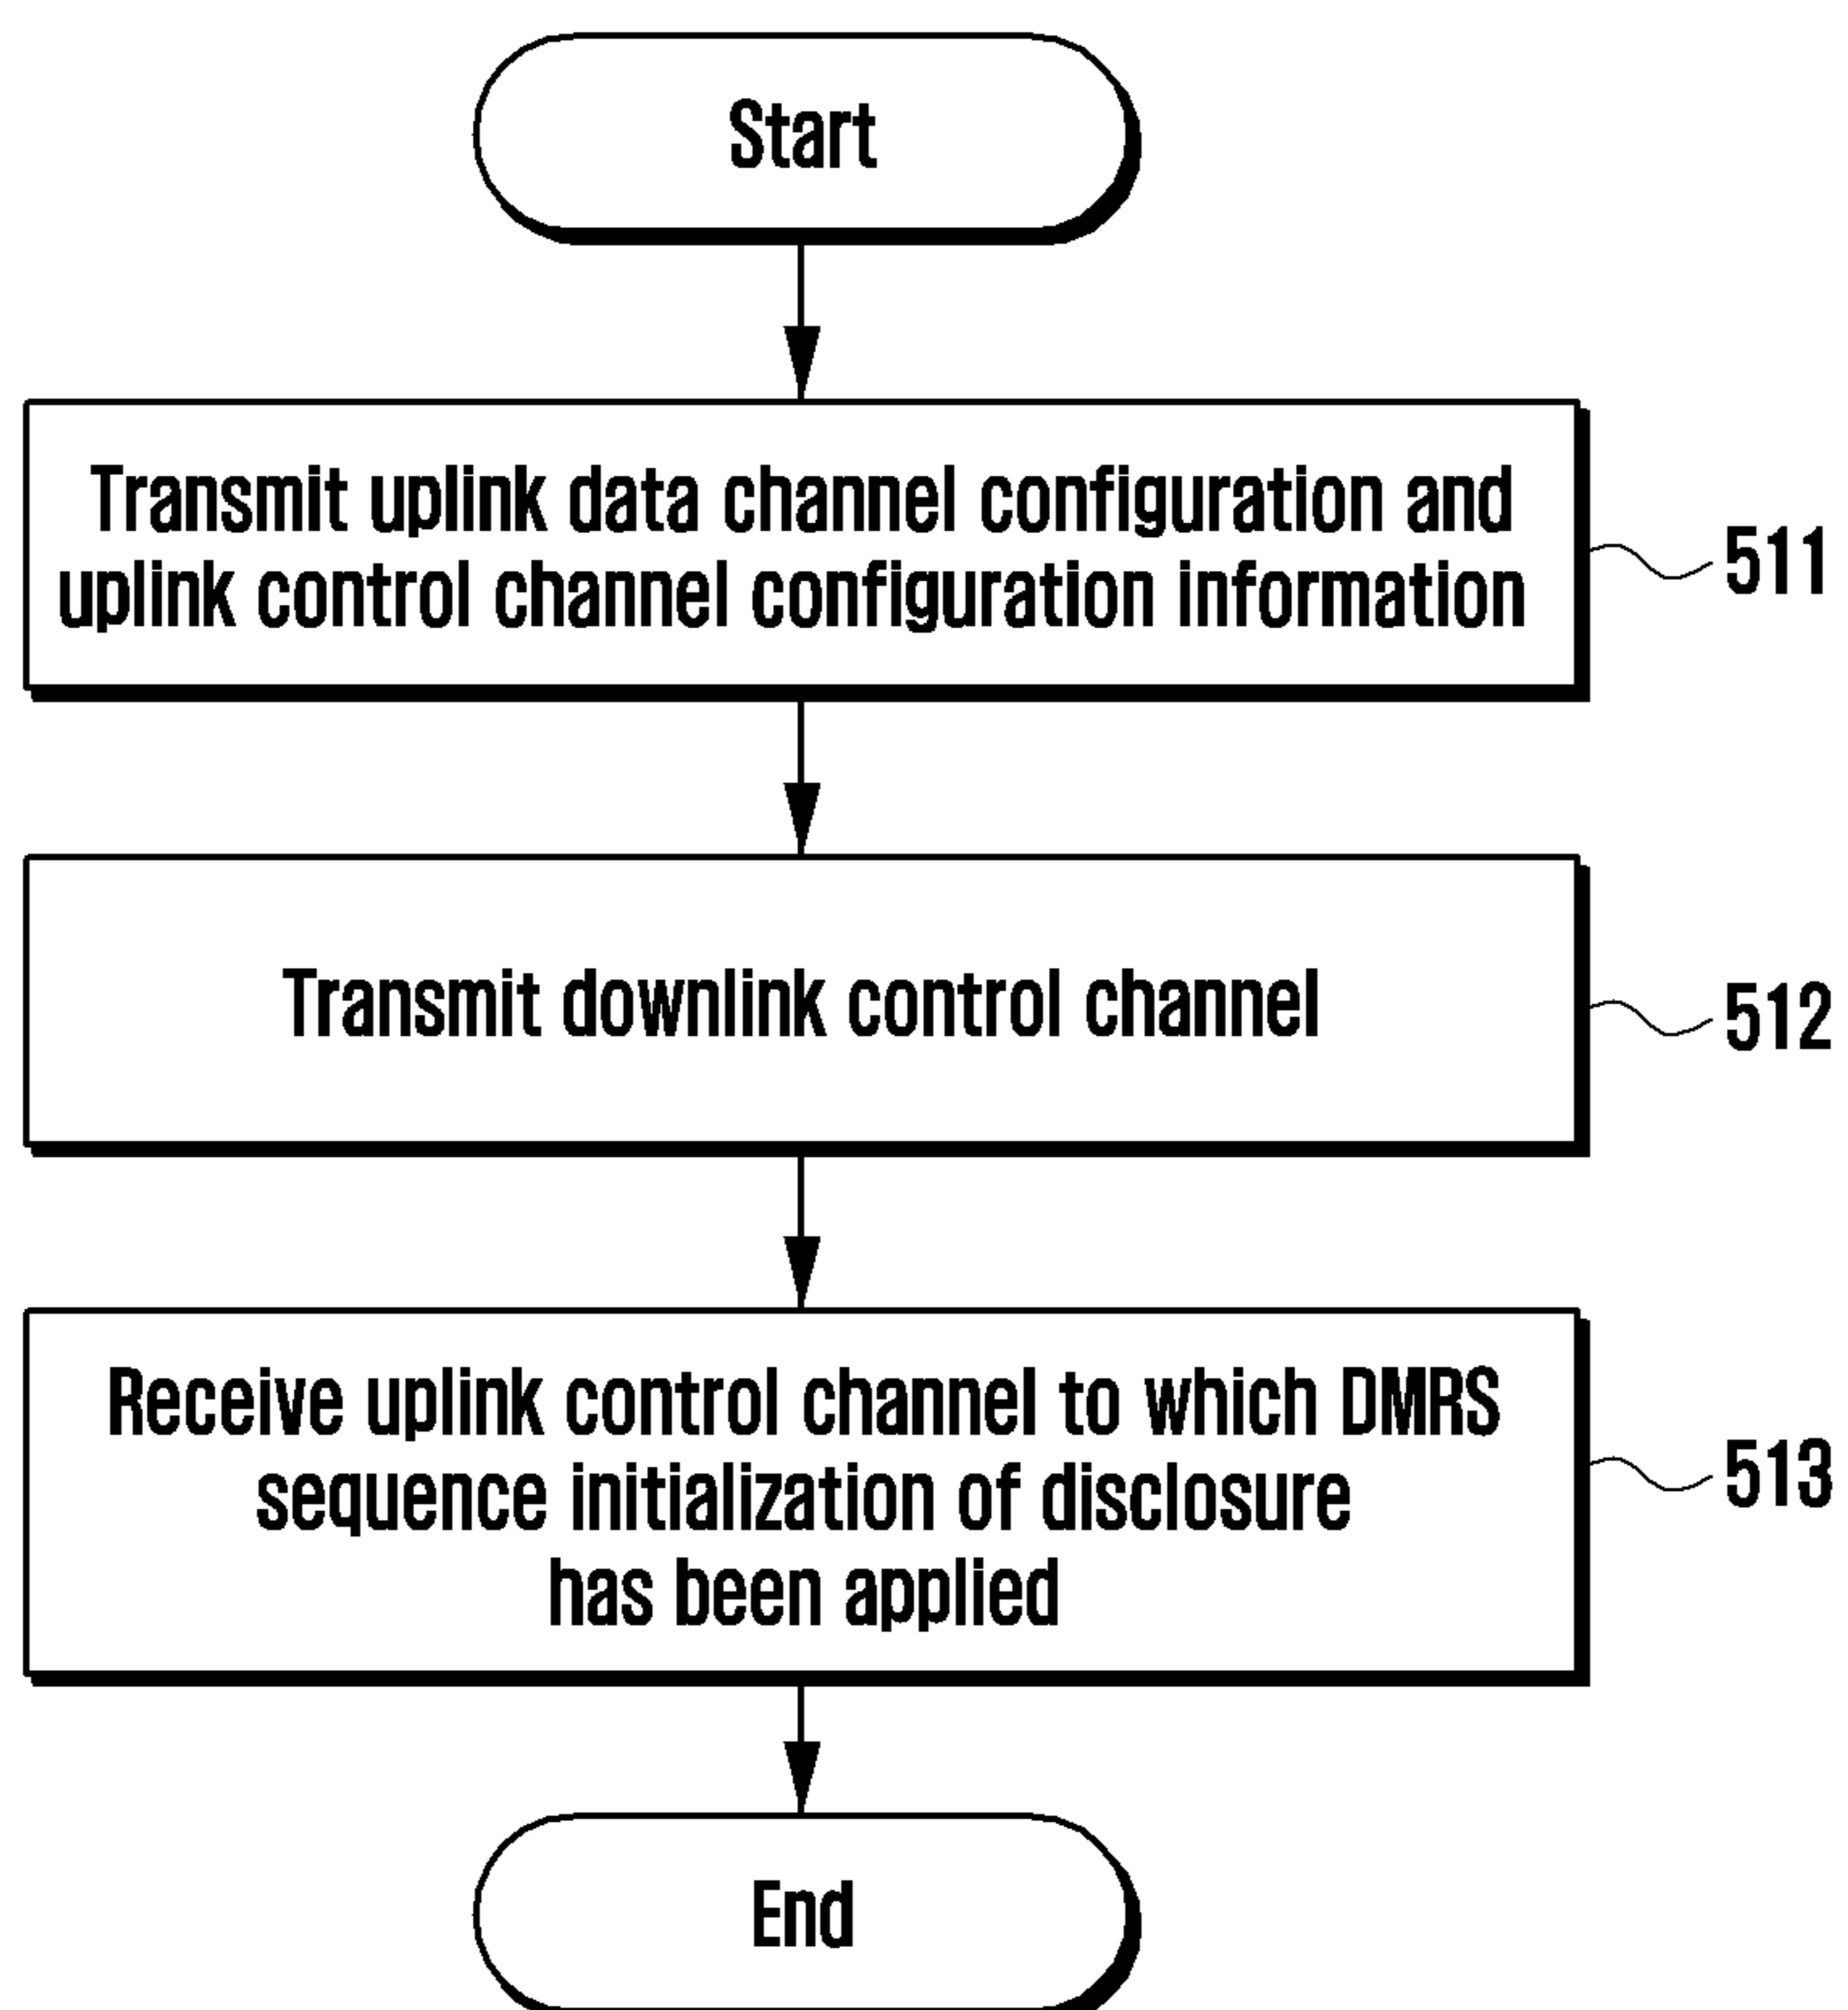 Start
Transmit uplink data channel configuration and
uplink control channel configuration information
511
Transmit downlink control channel
512
Receive uplink control channel to which DMRS
sequence initialization of disclosure
has been applied
513
End